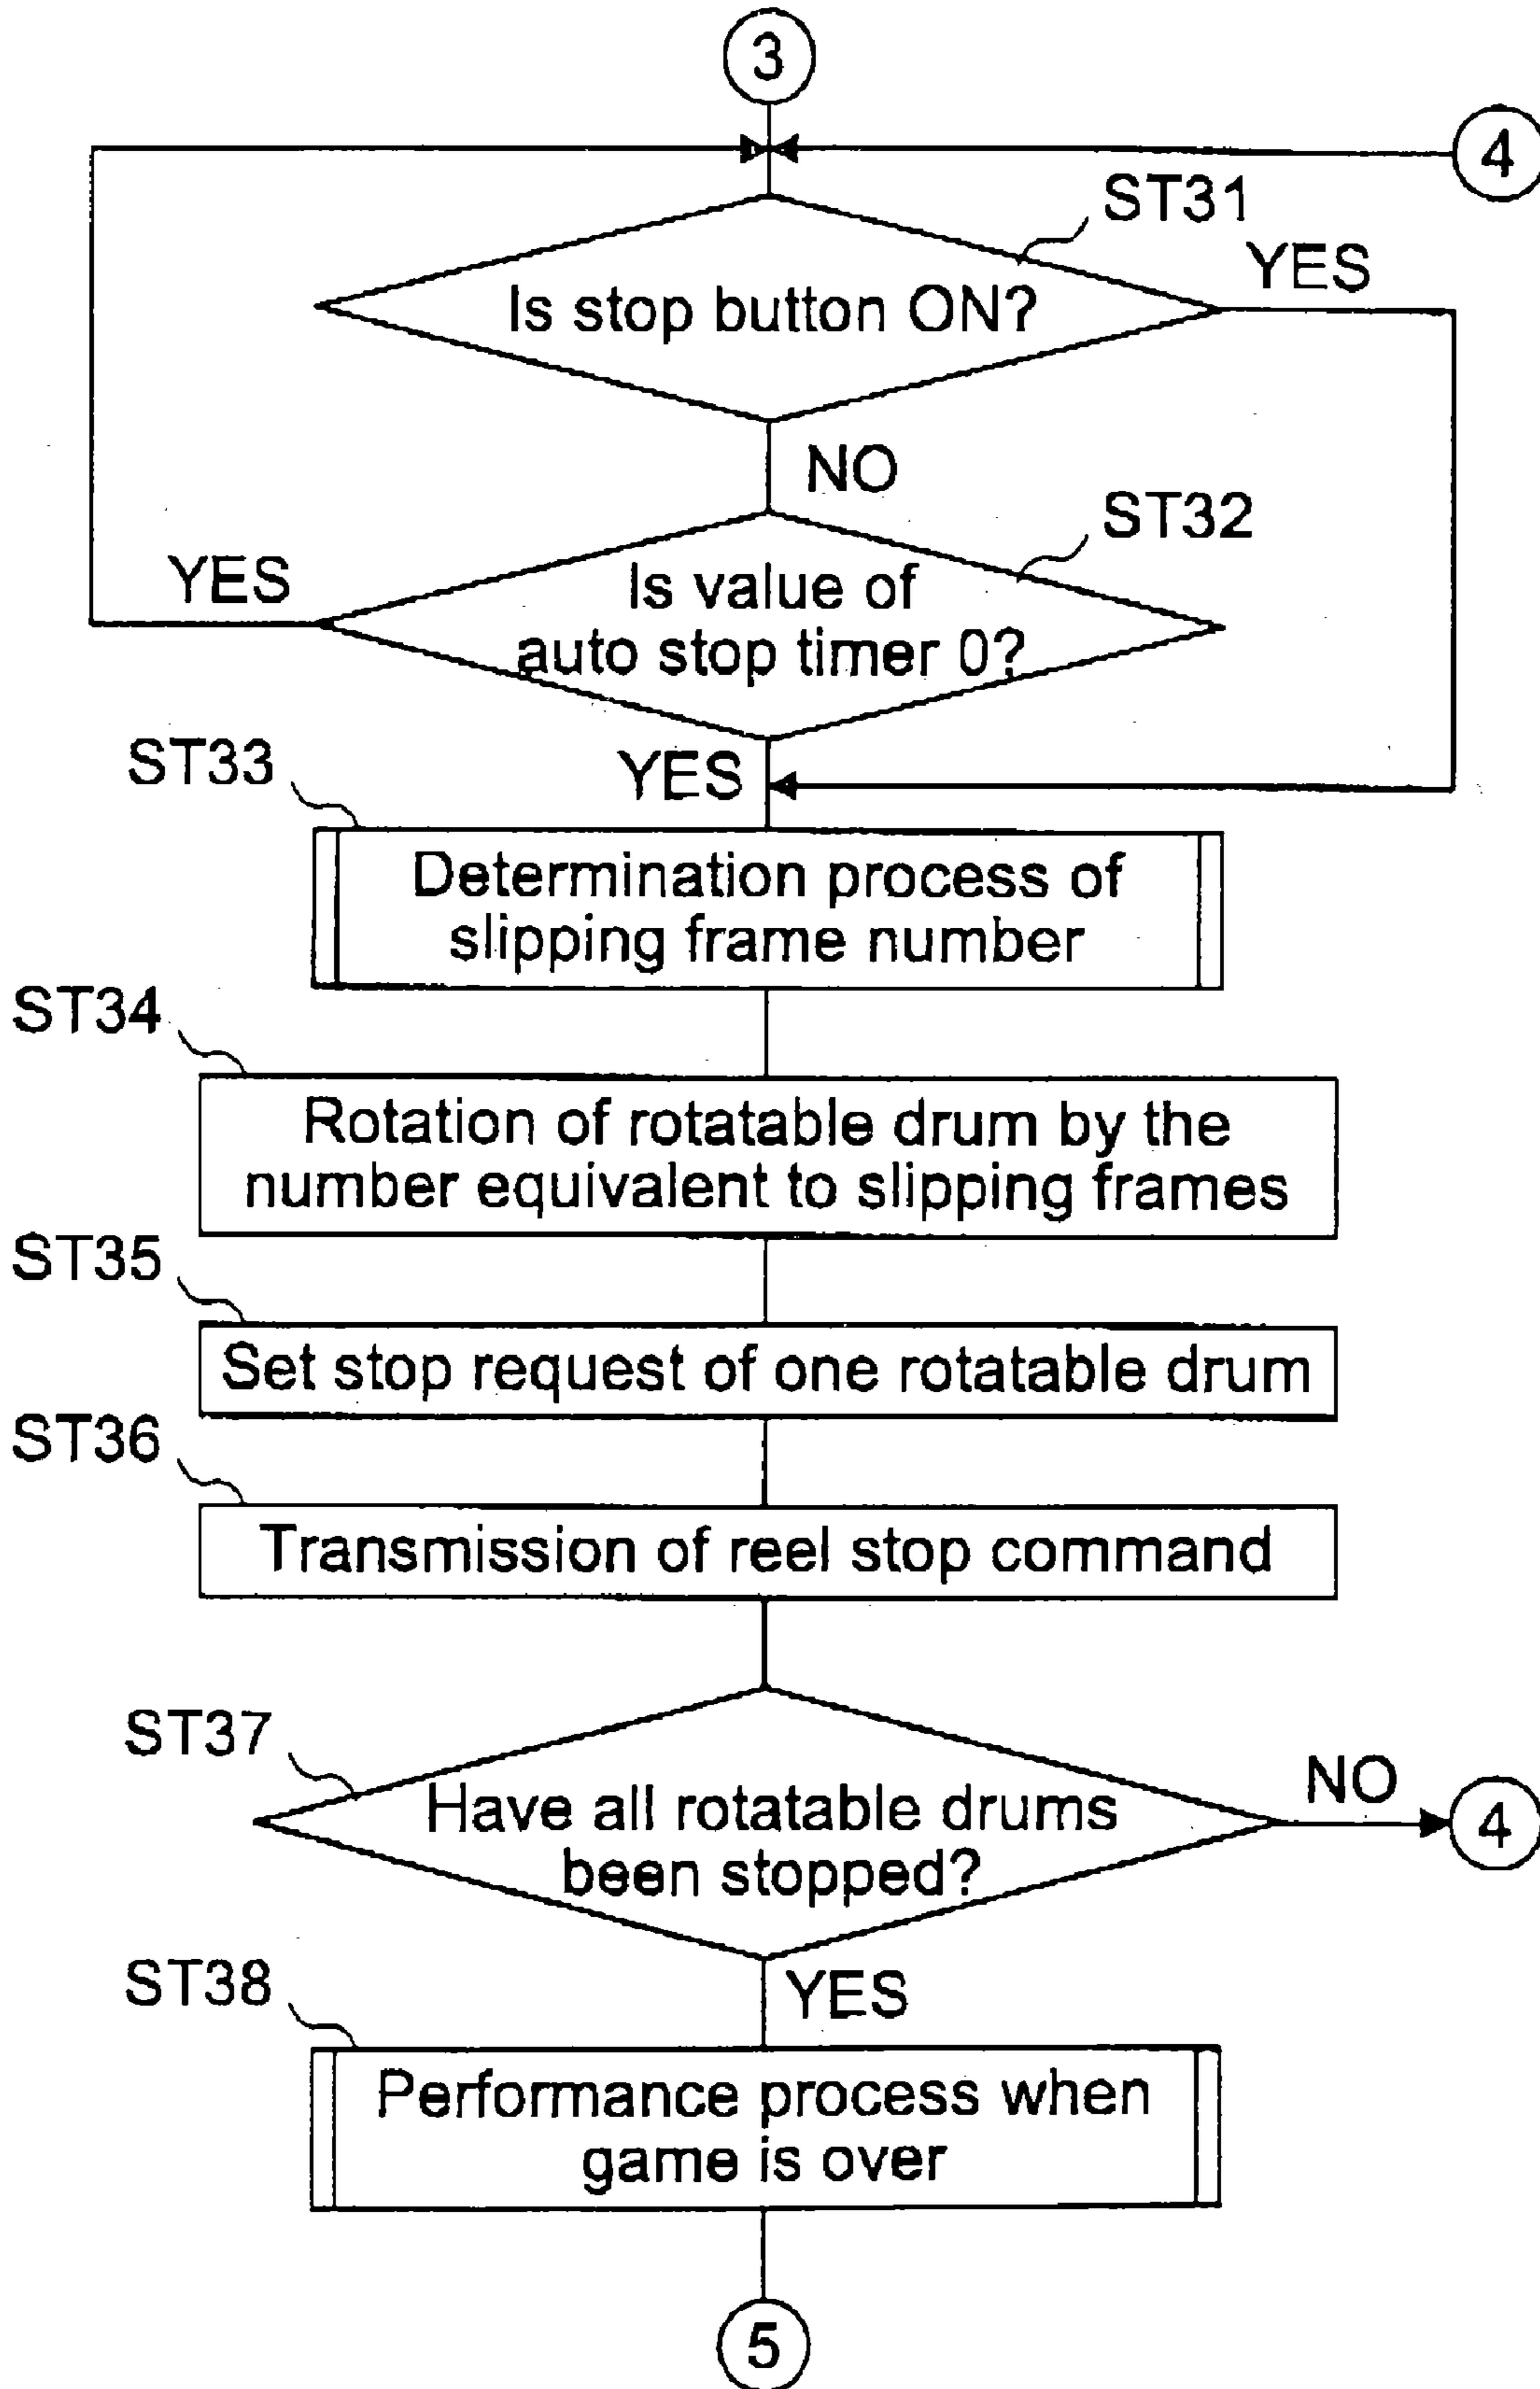 3
4
ST31
YES
Is stop button ON?
NO
ST32
YES
Is value of
auto stop timer 0?
ST33
YES
Determination process of
slipping frame number
ST34
Rotation of rotatable drum by the
number equivalent to slipping frames
ST35
Set stop request of one rotatable drum
ST36
Transmission of reel stop command
ST37
NO
Have all rotatable drums
been stopped?
4
ST38
YES
Performance process when
game is over
5